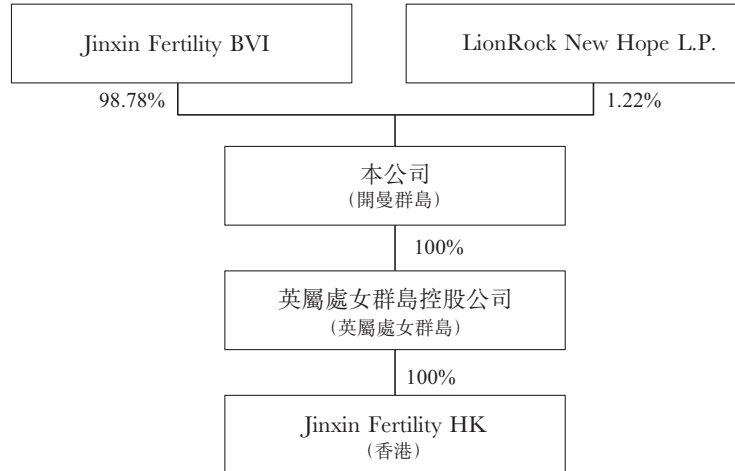 Jinxin Fertility BVI
LionRock New Hope L.P.
98.78%
1.22%
本公司
(開曼群島)
100%
英屬處女群島控股公司
(英屬處女群島)
100%
Jinxin Fertility HK
(香港)